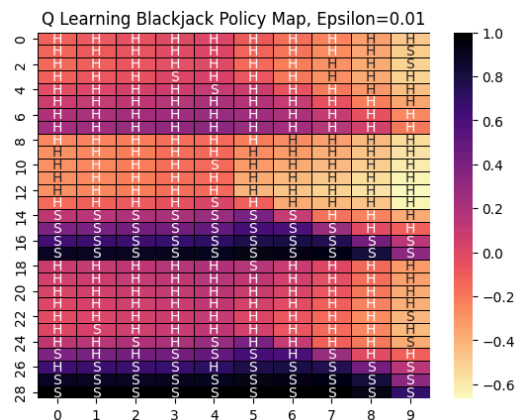 Q Learning Blackjack Policy Map, Epsilon=0.01
0 H H H H H H H H H H
H H H H H H H H H S
2 H H H H H H H H H H
H H H S H H H H H H
4 H H H H S H H H H H
H H H H H H H H H H
6 H H H H H H H H H H
H H H H H H H H H H
8 H H H H H H H H H H
H H H H H H H H H H
10 H H H H S H H H H H
H H H H H H H H H H
12 H H H H H H H H H H
H H H H S H H H H H
14 S S S S S S S H H H
S S S S S S S S H H
16 S S S S S S S S S S
S S S S S S S S S S
18 H H H H H S H H H H
H H H H H H H H H H
20 H H H H H H H H H H
H H H H H H H H H H
22 H H H H H H H H H S
H S H H H H H H H H
24 H H S H S S H H H S
S H H S S S H S H H
26 S S S S H S S S S S
S S S S S S S S S S
28 S S S S S S S S S S
0 1 2 3 4 5 6 7 8 9
1.0
0.8
0.6
0.4
0.2
0.0
−0.2
−0.4
−0.6